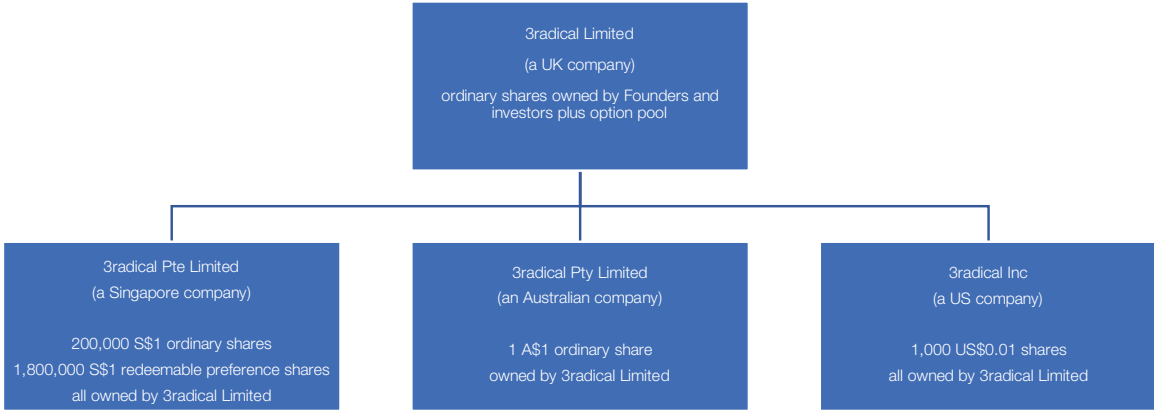 3radical Limited
(a UK company)
ordinary shares owned by Founders and
investors plus option pool
3radical Pte Limited
(a Singapore company)
200,000 S$1 ordinary shares
1,800,000 S$1 redeemable preference shares
all owned by 3radical Limited
3radical Pty Limited
(an Australian company)
1 A$1 ordinary share
owned by 3radical Limited
3radical Inc
(a US company)
1,000 US$0.01 shares
all owned by 3radical Limited